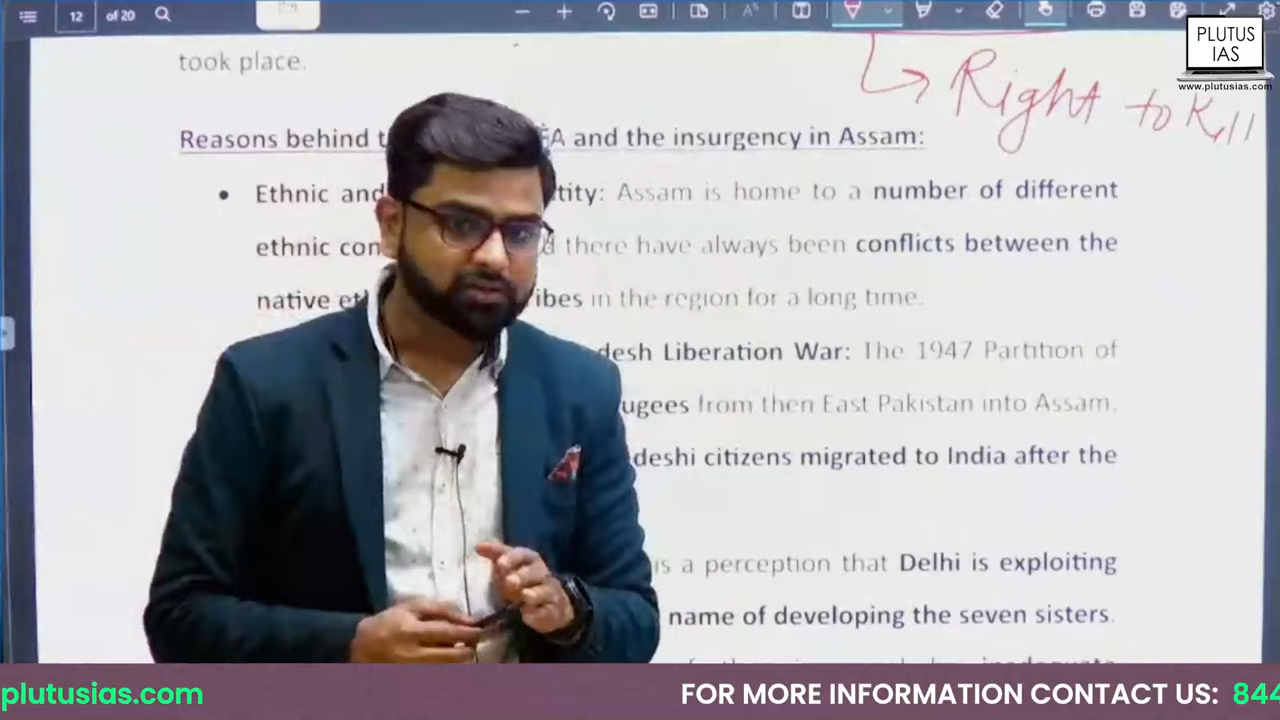 12 of 20
PLUTUS
IAS
www.plutusias.com
took place.
Right to Kill
Reasons behind t A and the insurgency in Assam:
• Ethnic and tity: Assam is home to a number of different
ethnic con d there have always been conflicts between the
native et ibes in the region for a long time.
desh Liberation War: The 1947 Partition of
ugees from then East Pakistan into Assam.
deshi citizens migrated to India after the
is a perception that Delhi is exploiting
name of developing the seven sisters.
plutusias.com FOR MORE INFORMATION CONTACT US: 844